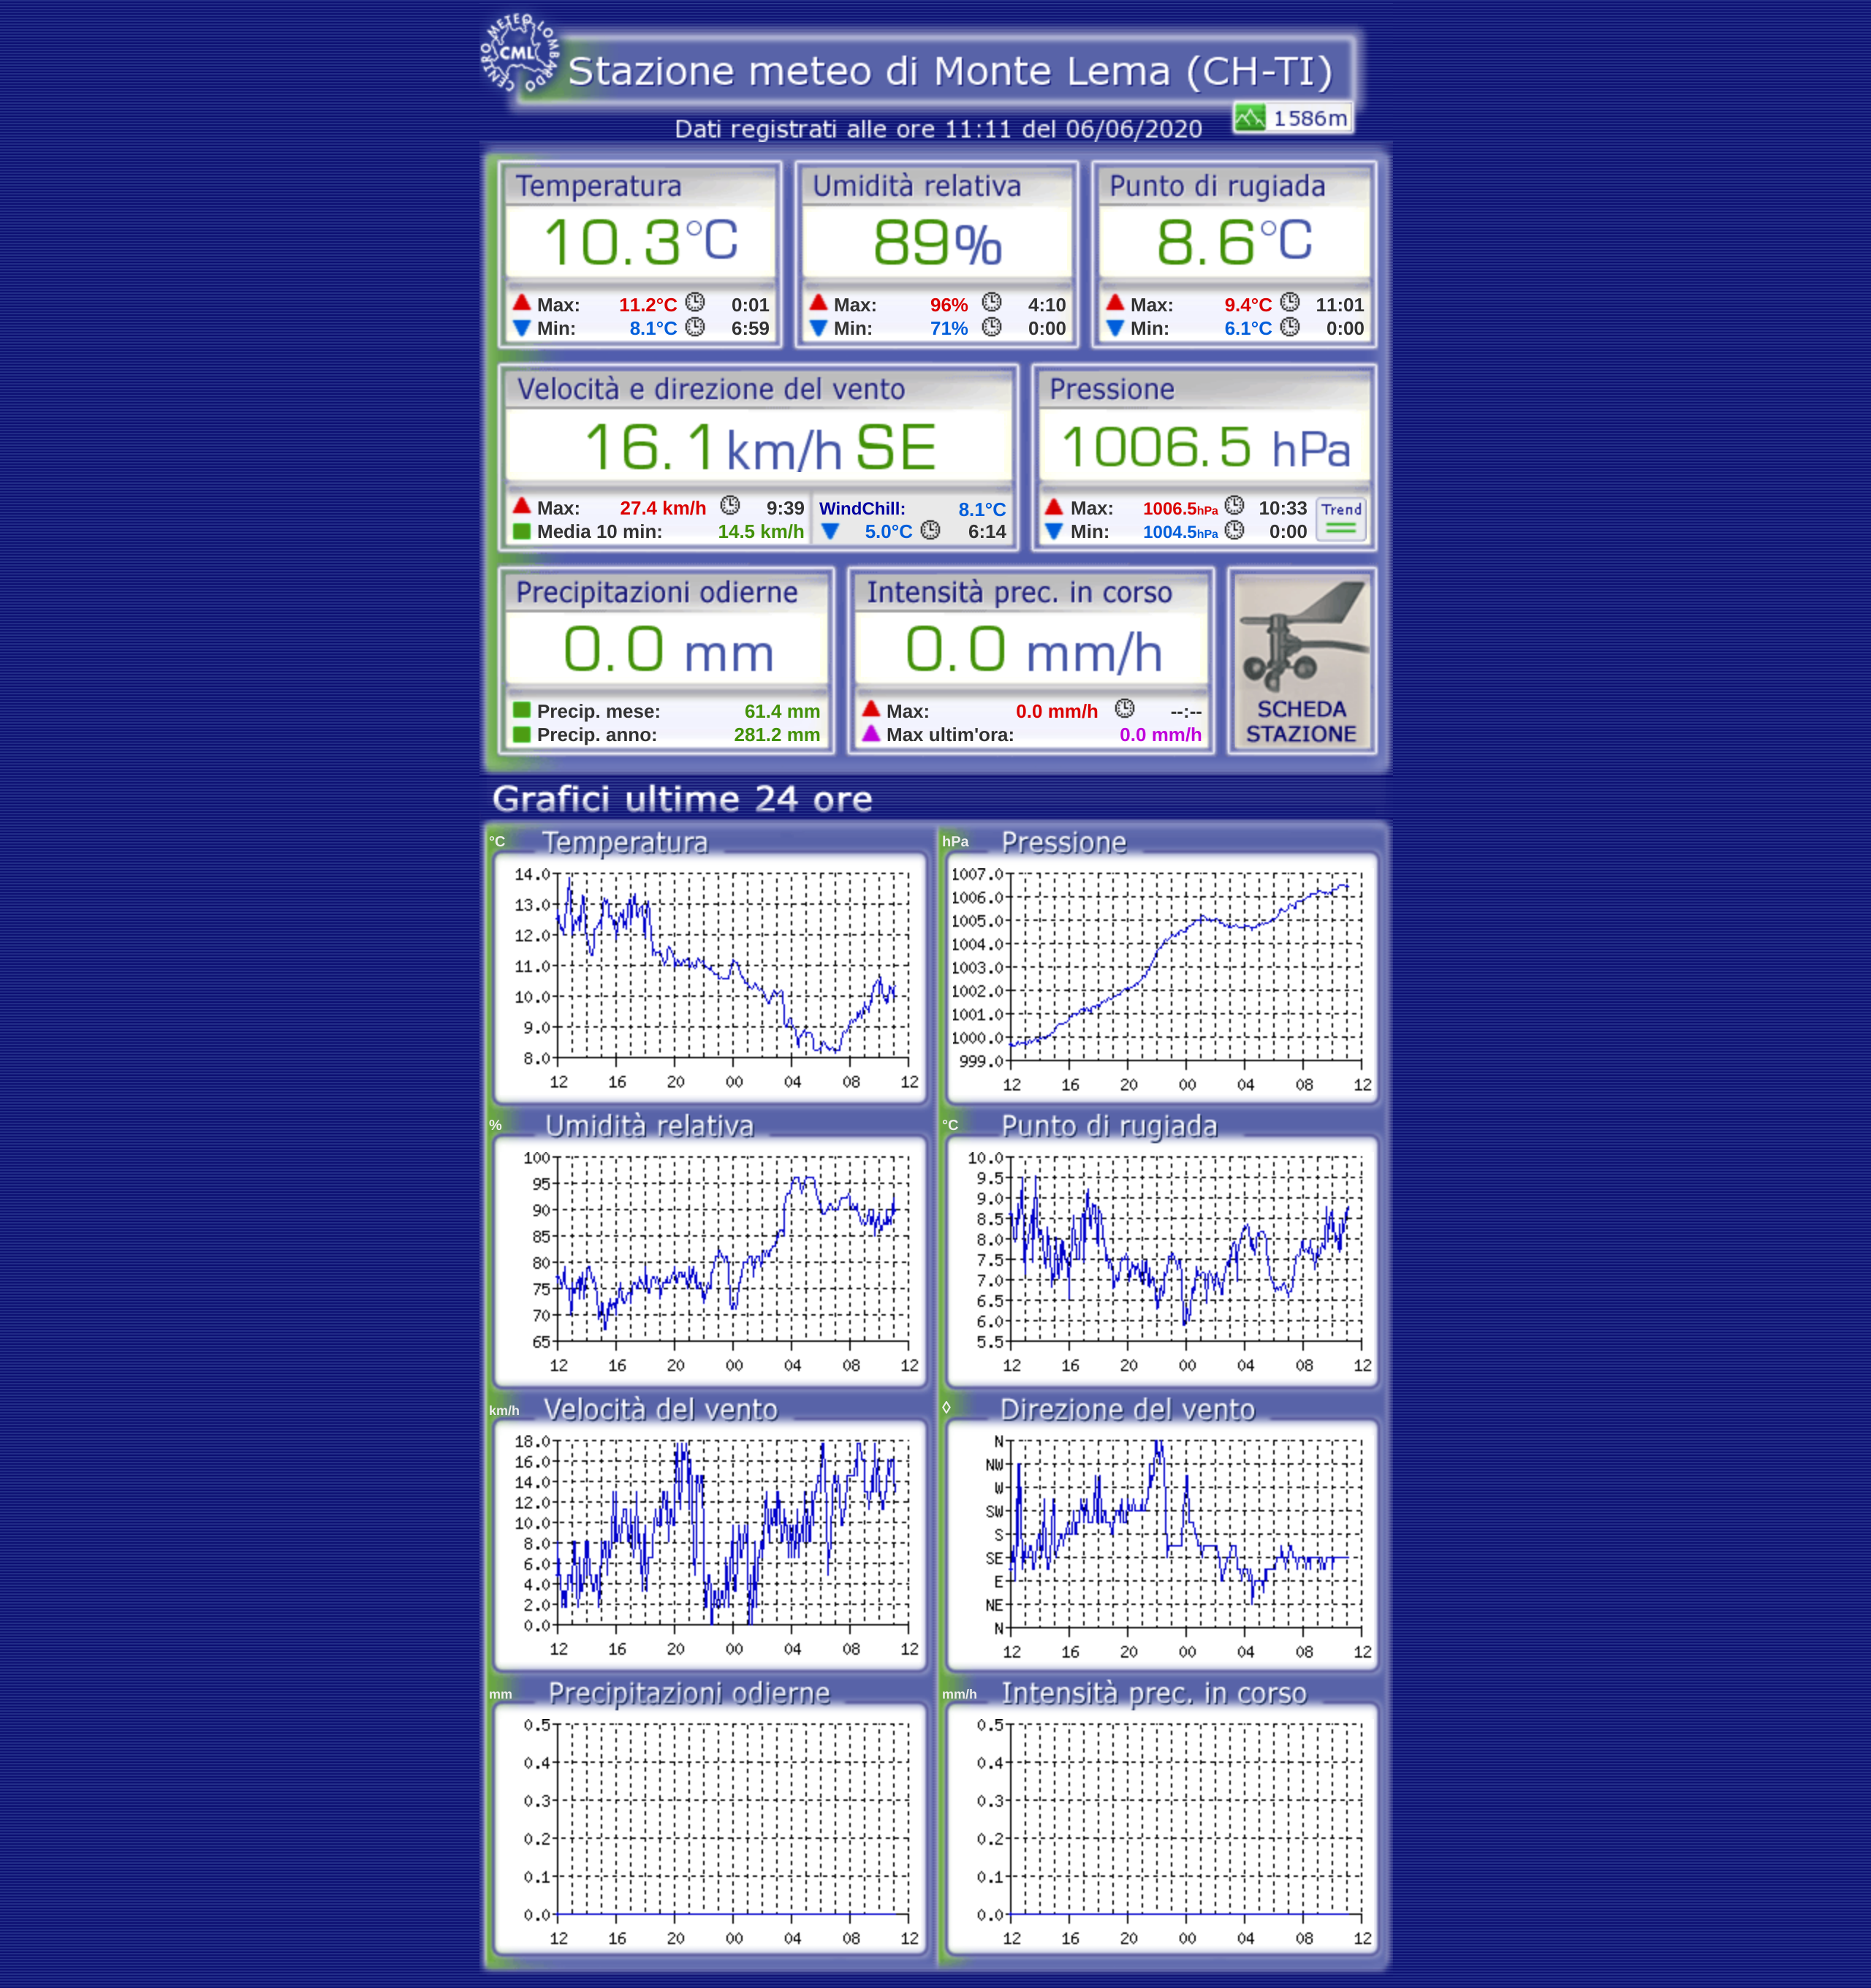 CENTRO METEO LOMBARDO
CML
Stazione meteo di Monte Lema (CH-TI)
1586m
Dati registrati alle ore 11:11 del 06/06/2020
Temperatura Umidità relativa Punto di rugiada
10.3°C 89% 8.6°C
Max: 11.2°C 0:01 Max: 96% 4:10 Max: 9.4°C 11:01
Min: 8.1°C 6:59 Min: 71% 0:00 Min: 6.1°C 0:00
Velocità e direzione del vento Pressione
16.1 km/h SE 1006.5 hPa
Max: 27.4 km/h 9:39 WindChill: 8.1°C Max: 1006.5hPa 10:33 Trend
Media 10 min: 14.5 km/h 5.0°C 6:14 Min: 1004.5hPa 0:00
Precipitazioni odierne Intensità prec. in corso
0.0 mm 0.0 mm/h
Precip. mese: 61.4 mm Max: 0.0 mm/h --:-- SCHEDA
Precip. anno: 281.2 mm Max ultim'ora: 0.0 mm/h STAZIONE
Grafici ultime 24 ore
°C Temperatura
14.0
13.0
12.0
11.0
10.0
9.0
8.0
12 16 20 00 04 08 12
hPa Pressione
1007.0
1006.0
1005.0
1004.0
1003.0
1002.0
1001.0
1000.0
999.0
12 16 20 00 04 08 12
% Umidità relativa
100
95
90
85
80
75
70
65
12 16 20 00 04 08 12
°C Punto di rugiada
10.0
9.5
9.0
8.5
8.0
7.5
7.0
6.5
6.0
5.5
12 16 20 00 04 08 12
km/h Velocità del vento
18.0
16.0
14.0
12.0
10.0
8.0
6.0
4.0
2.0
0.0
12 16 20 00 04 08 12
◊ Direzione del vento
N
NW
W
SW
S
SE
E
NE
N
12 16 20 00 04 08 12
mm Precipitazioni odierne
0.5
0.4
0.3
0.2
0.1
0.0
12 16 20 00 04 08 12
mm/h Intensità prec. in corso
0.5
0.4
0.3
0.2
0.1
0.0
12 16 20 00 04 08 12